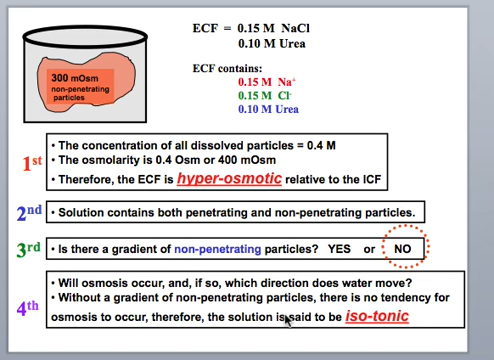 ECF = 0.15 M NaCl
0.10 M Urea
300 mOsm
non-penetrating
particles
ECF contains:
0.15 M Na+
0.15 M Cl-
0.10 M Urea
1st
• The concentration of all dissolved particles = 0.4 M
• The osmolarity is 0.4 Osm or 400 mOsm
• Therefore, the ECF is hyper-osmotic relative to the ICF
2nd
• Solution contains both penetrating and non-penetrating particles.
3rd
• Is there a gradient of non-penetrating particles? YES or NO
4th
• Will osmosis occur, and, if so, which direction does water move?
• Without a gradient of non-penetrating particles, there is no tendency for
osmosis to occur, therefore, the solution is said to be iso-tonic